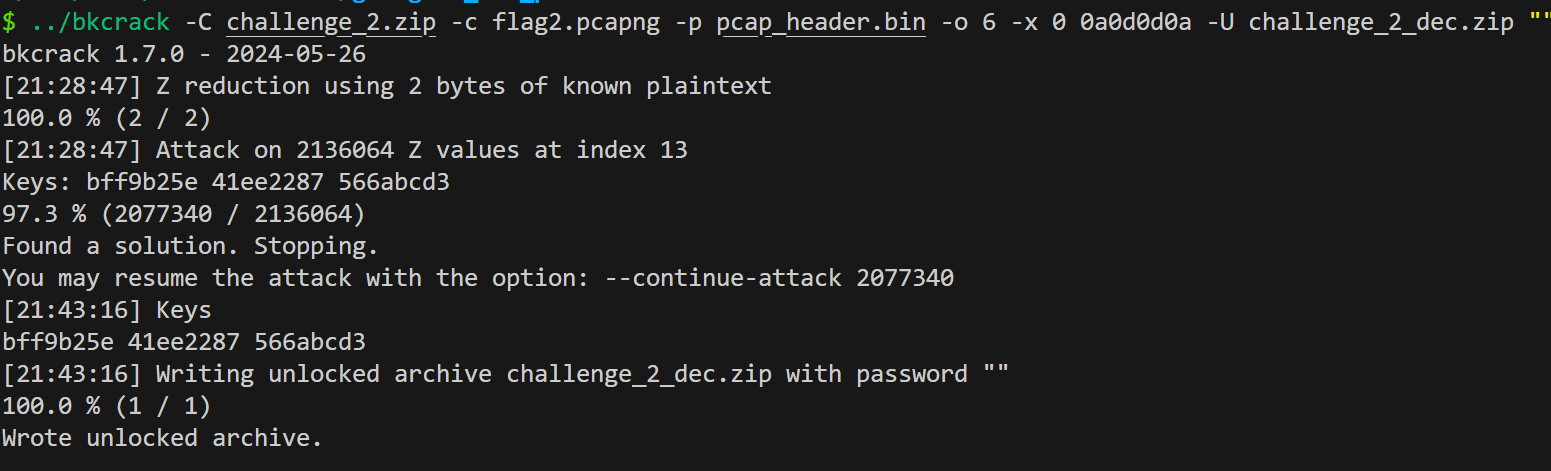 $ ../bkcrack -C challenge_2.zip -c flag2.pcapng -p pcap_header.bin -o 6 -x 0 0a0d0d0a -U challenge_2_dec.zip ""
bkcrack 1.7.0 - 2024-05-26
[21:28:47] Z reduction using 2 bytes of known plaintext
100.0 % (2 / 2)
[21:28:47] Attack on 2136064 Z values at index 13
Keys: bff9b25e 41ee2287 566abcd3
97.3 % (2077340 / 2136064)
Found a solution. Stopping.
You may resume the attack with the option: --continue-attack 2077340
[21:43:16] Keys
bff9b25e 41ee2287 566abcd3
[21:43:16] Writing unlocked archive challenge_2_dec.zip with password ""
100.0 % (1 / 1)
Wrote unlocked archive.